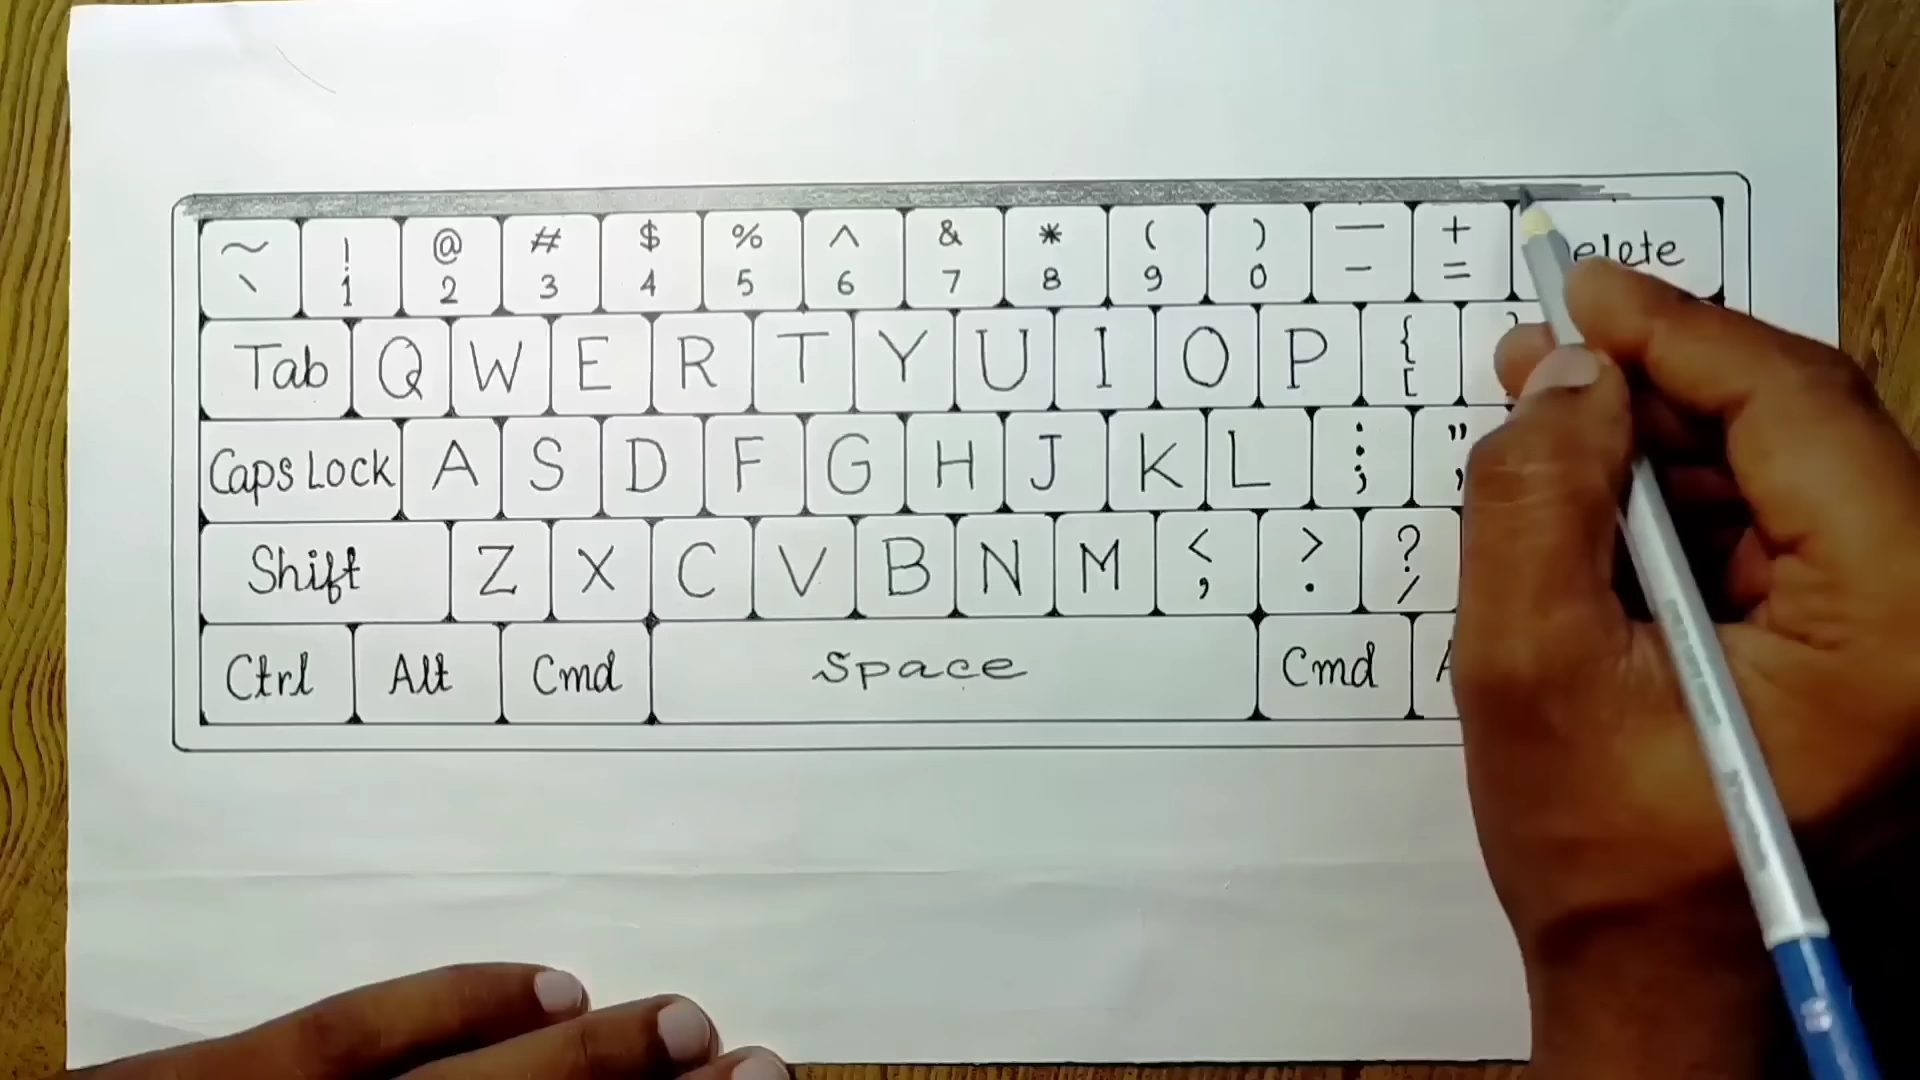 ~ ! @ # $ % ^ & * ( ) — +
` 1 2 3 4 5 6 7 8 9 0 - = Delete
Tab Q W E R T Y U I O P { [
Caps Lock A S D F G H J K L : ; " '
Shift Z X C V B N M < , > . ? /
Ctrl Alt Cmd Space Cmd